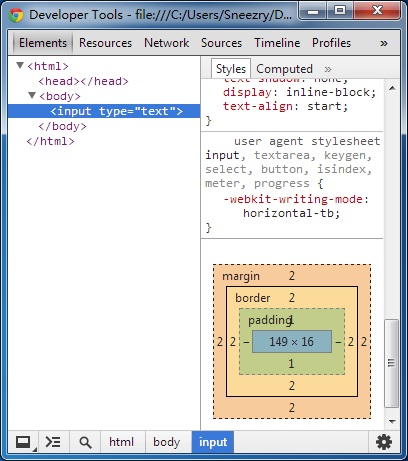 Developer Tools - file:///C:/Users/Sneezry/D...
Elements Resources Network Sources Timeline Profiles »
<html>
<head></head>
<body>
<input type="text">
</body>
</html>
Styles Computed »
text-shadow: none;
display: inline-block;
text-align: start;
}
user agent stylesheet
input, textarea, keygen,
select, button, isindex,
meter, progress {
-webkit-writing-mode:
horizontal-tb;
}
margin 2
border 2
padding 1
2 2 – 149 × 16 – 2 2
1
2
2
html body input